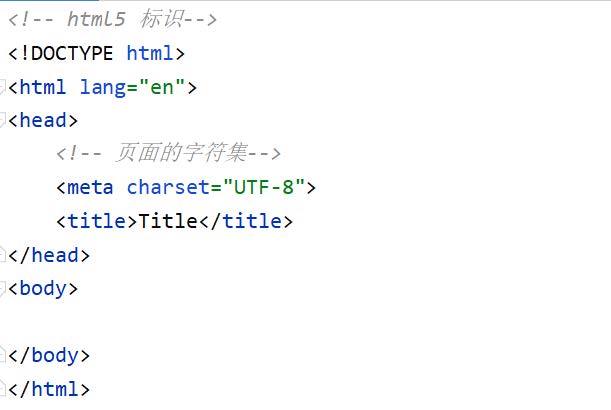 <!-- html5 标识-->
<!DOCTYPE html>
<html lang="en">
<head>
<!-- 页面的字符集-->
<meta charset="UTF-8">
<title>Title</title>
</head>
<body>
</body>
</html>